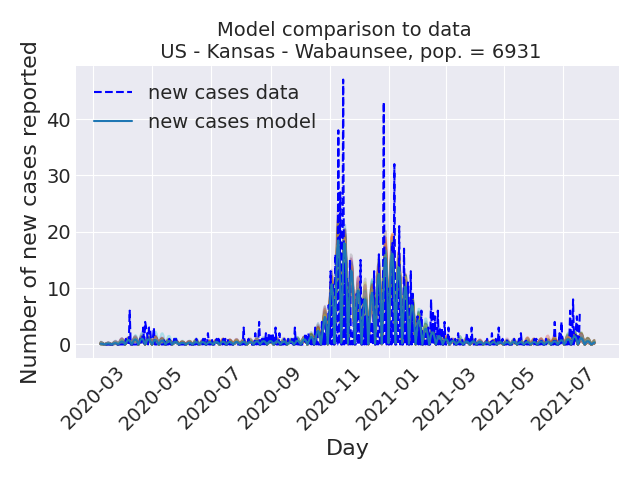 Model comparison to data
US - Kansas - Wabaunsee, pop. = 6931
Number of new cases reported
new cases data
new cases model
40
30
20
10
0
2020-03
2020-05
2020-07
2020-09
2020-11
2021-01
2021-03
2021-05
2021-07
Day